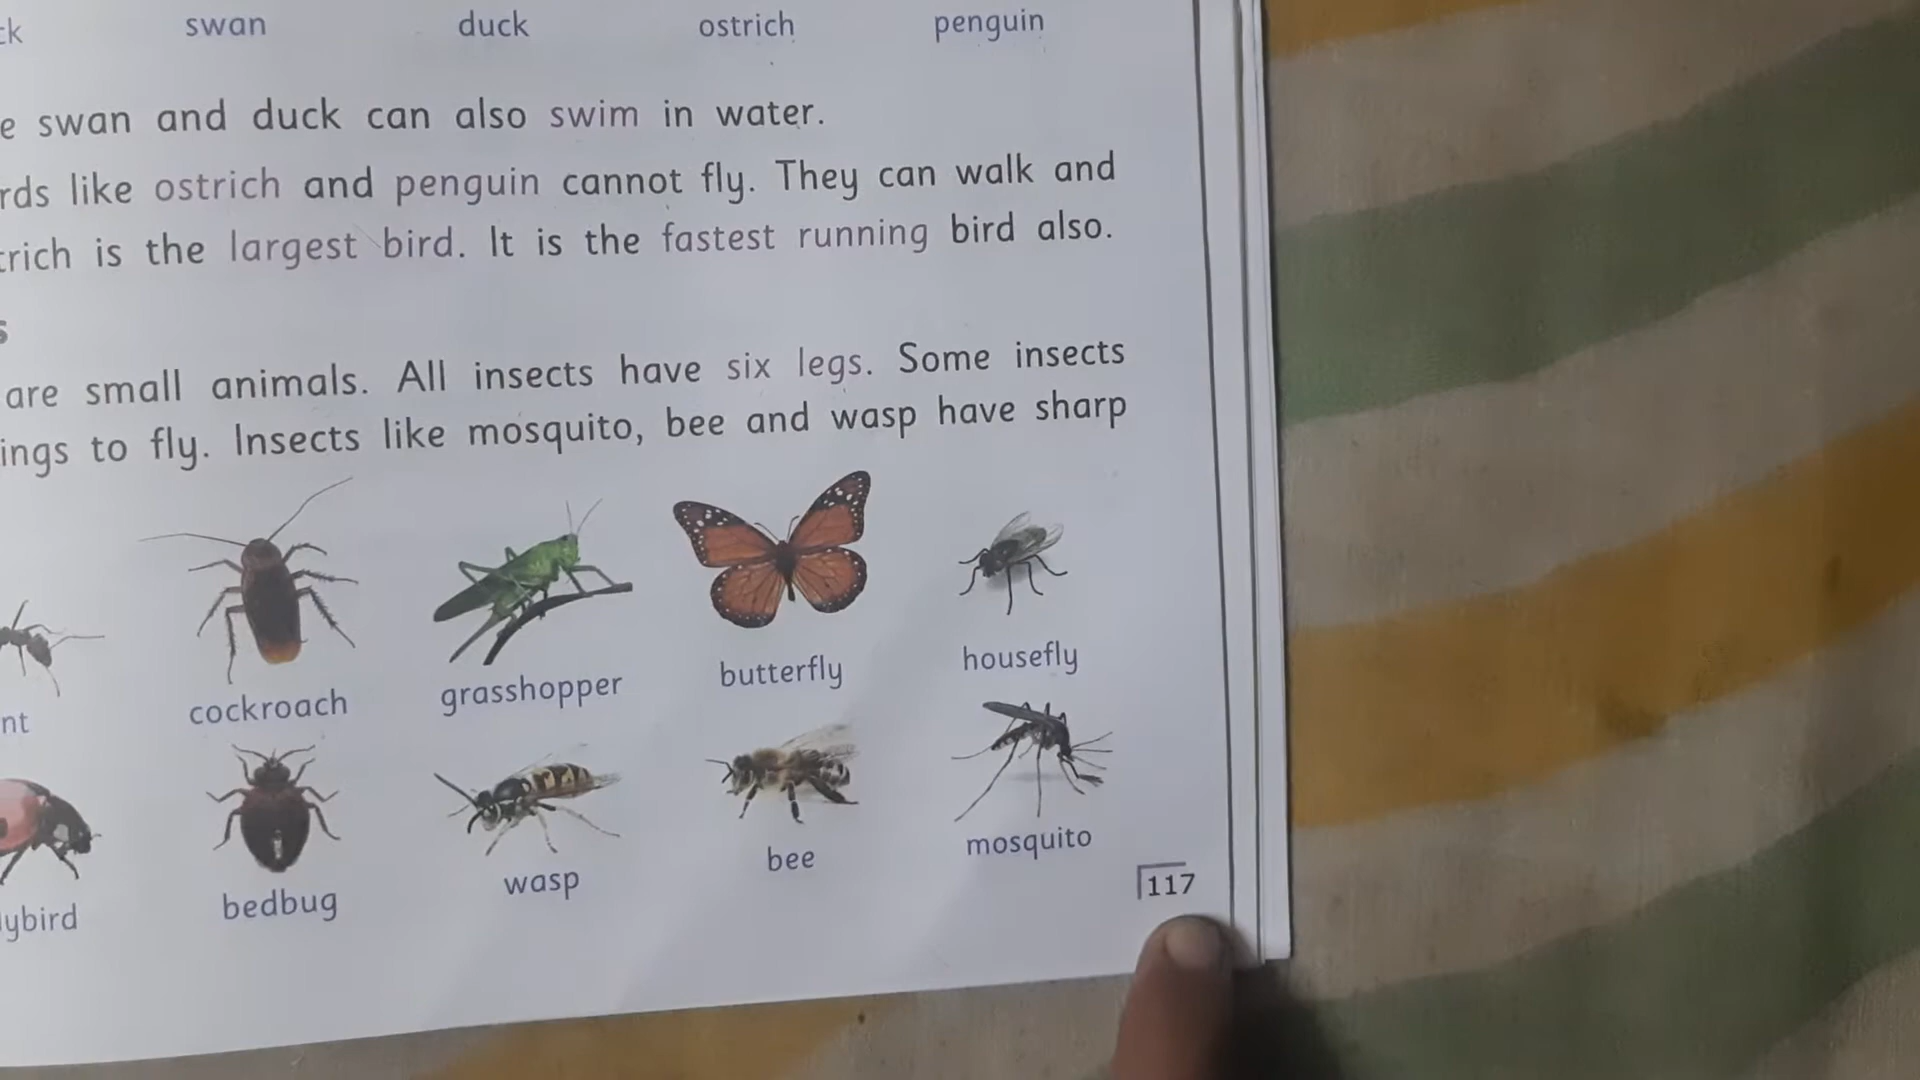 swan duck ostrich penguin
swan and duck can also swim in water.
like ostrich and penguin cannot fly. They can walk and
is the largest bird. It is the fastest running bird also.
are small animals. All insects have six legs. Some insects
to fly. Insects like mosquito, bee and wasp have sharp
cockroach grasshopper butterfly housefly
bedbug wasp bee mosquito
117